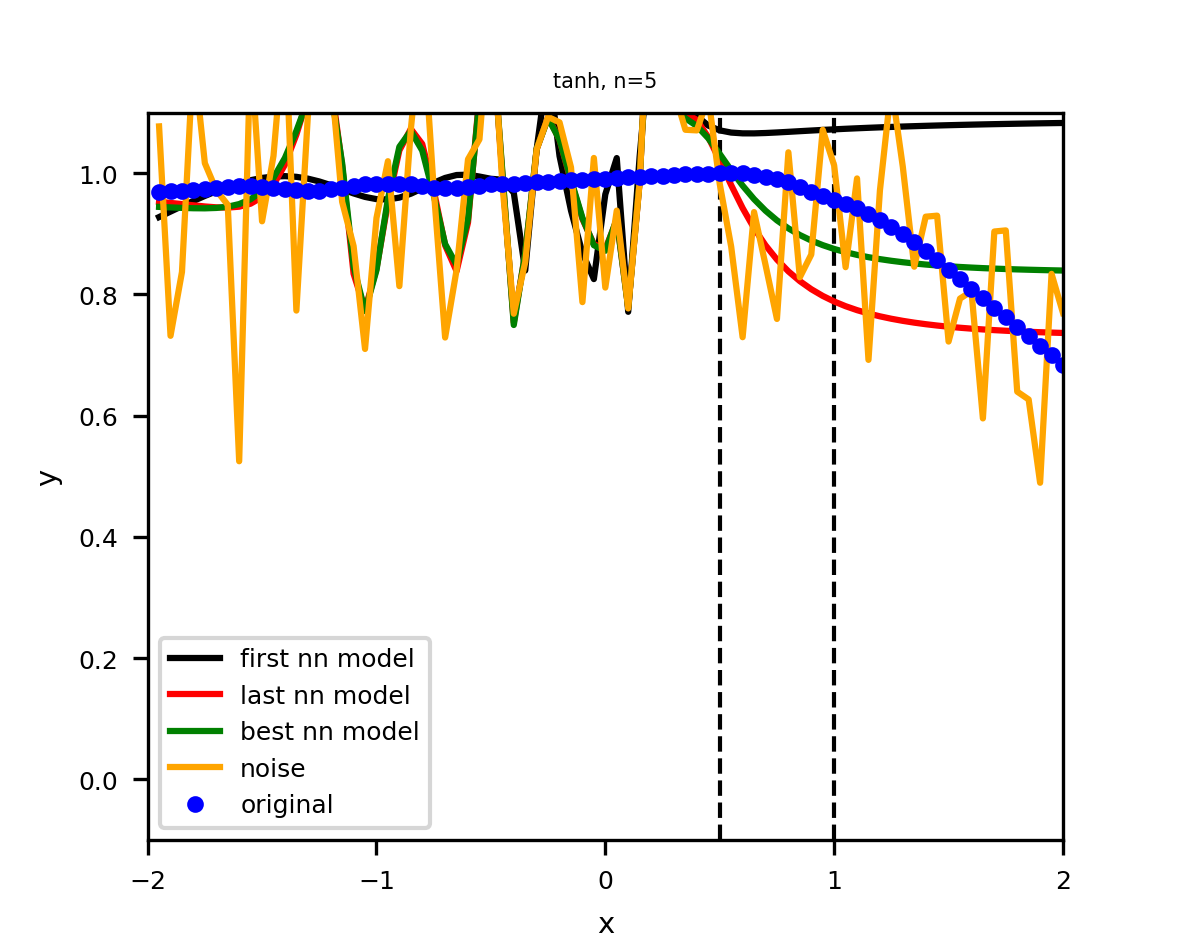 tanh, n=5
1.0
0.8
0.6
0.4
0.2
0.0
y
first nn model
last nn model
best nn model
noise
original
−2
−1
0
1
2
x